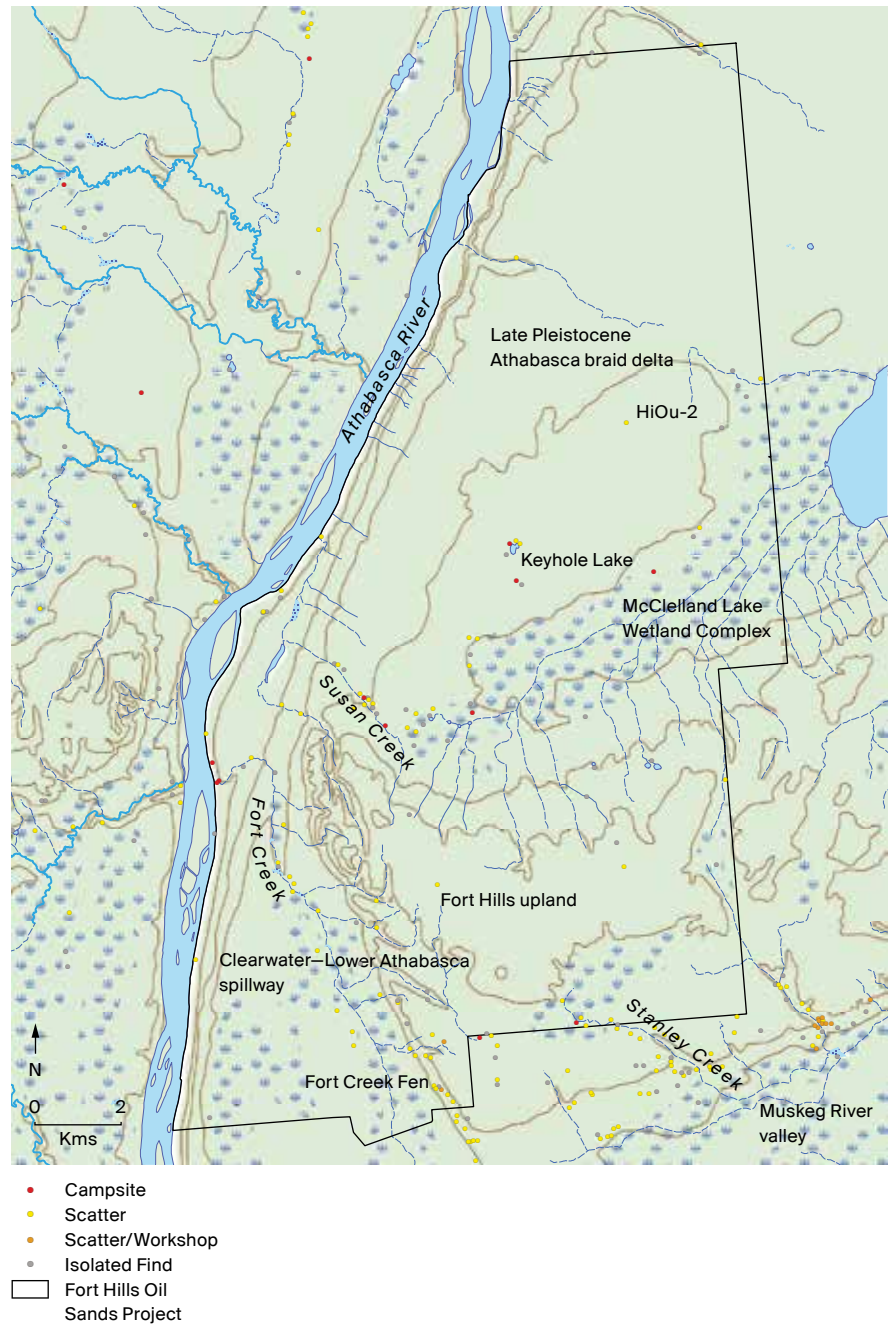 Athabasca River
Late Pleistocene
Athabasca braid delta
HiOu-2
Keyhole Lake
McClelland Lake
Wetland Complex
Susan Creek
Fort Creek
Fort Hills upland
Clearwater–Lower Athabasca
spillway
Stanley Creek
Fort Creek Fen
Muskeg River
valley
N
0 2
Kms
Campsite
Scatter
Scatter/Workshop
Isolated Find
Fort Hills Oil
Sands Project